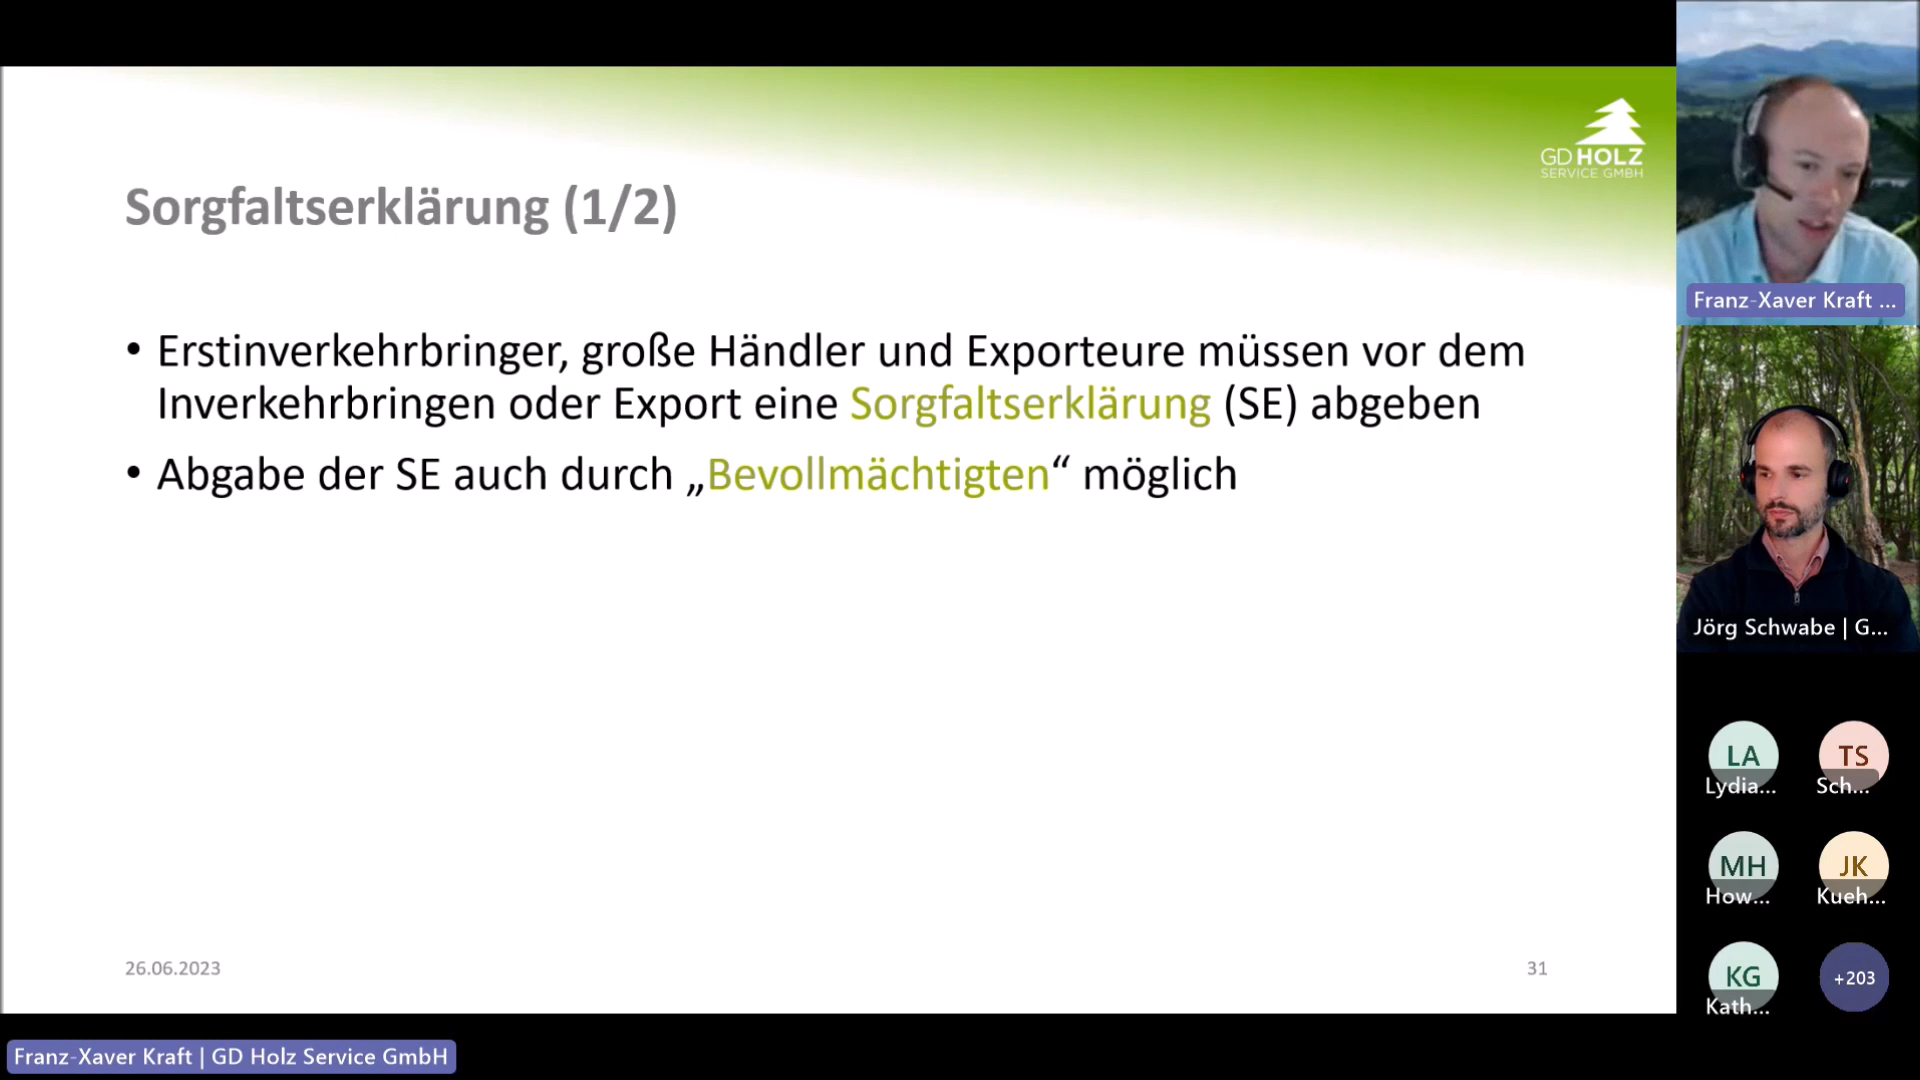 GD HOLZ
SERVICE GMBH
Sorgfaltserklärung (1/2)
• Erstinverkehrbringer, große Händler und Exporteure müssen vor dem
Inverkehrbringen oder Export eine Sorgfaltserklärung (SE) abgeben
• Abgabe der SE auch durch „Bevollmächtigten“ möglich
26.06.2023
31
Franz-Xaver Kraft ...
Jörg Schwabe | G...
LA
Lydia...
TS
Sch...
MH
How...
JK
Kueh...
KG
Kath...
+203
Franz-Xaver Kraft | GD Holz Service GmbH